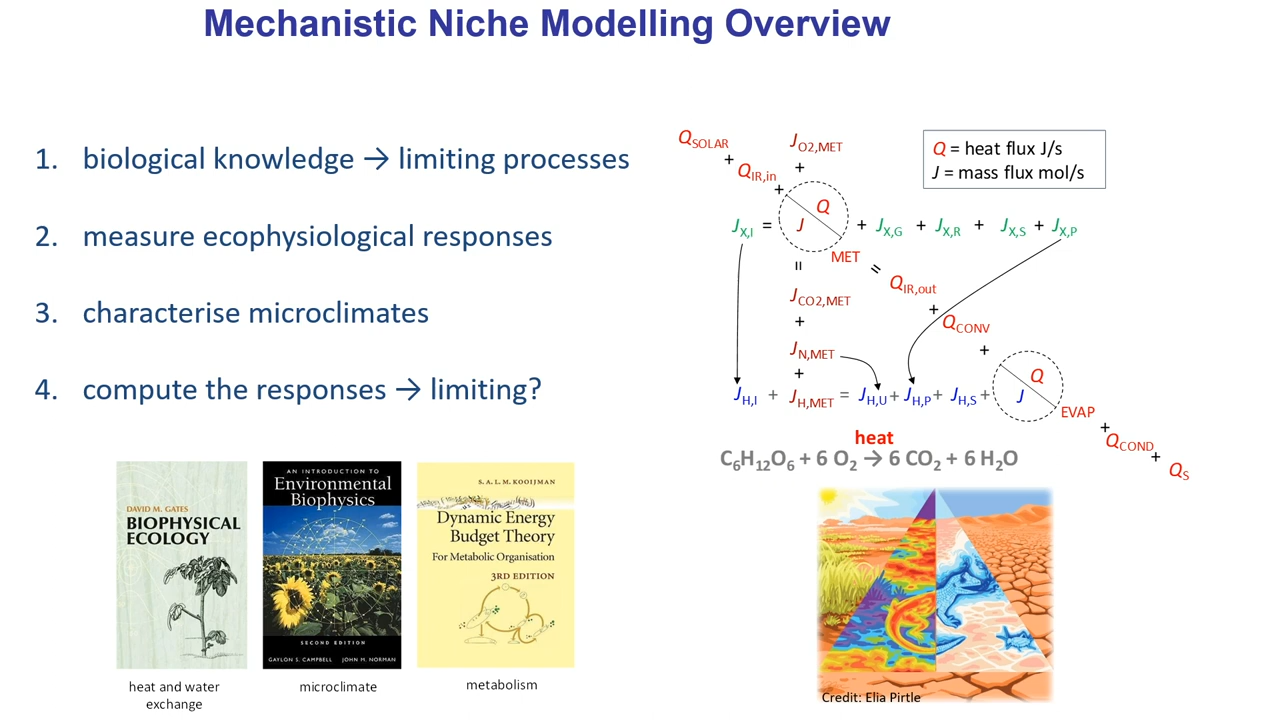 Mechanistic Niche Modelling Overview
1. biological knowledge → limiting processes
2. measure ecophysiological responses
3. characterise microclimates
4. compute the responses → limiting?
Q_SOLAR
+
Q_IR,in
+
J_O2,MET
+
Q = heat flux J/s
J = mass flux mol/s
J_X,I = J Q MET + J_X,G + J_X,R + J_X,S + J_X,P
=
J_CO2,MET
+
J_N,MET
+
=
Q_IR,out
+
Q_CONV
+
J_H,I + J_H,MET = J_H,U + J_H,P + J_H,S + J Q EVAP
+
Q_COND
+
Q_S
heat
C₆H₁₂O₆ + 6 O₂ → 6 CO₂ + 6 H₂O
DAVID M. GATES
BIOPHYSICAL
ECOLOGY
heat and water
exchange
AN INTRODUCTION TO
Environmental
Biophysics
SECOND EDITION
GAYLON S. CAMPBELL JOHN M. NORMAN
microclimate
S. A. L. M. KOOIJMAN
Dynamic Energy
Budget Theory
For Metabolic Organisation
3RD EDITION
metabolism
Credit: Elia Pirtle